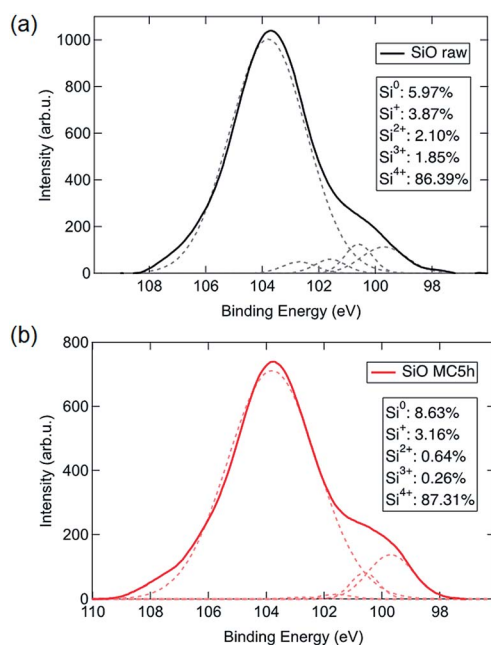 (a)
1000
800
600
400
200
0
Intensity (arb.u.)
SiO raw
Si⁰: 5.97%
Si⁺: 3.87%
Si²⁺: 2.10%
Si³⁺: 1.85%
Si⁴⁺: 86.39%
108 106 104 102 100 98
Binding Energy (eV)
(b)
800
600
400
200
0
Intensity (arb.u.)
SiO MC5h
Si⁰: 8.63%
Si⁺: 3.16%
Si²⁺: 0.64%
Si³⁺: 0.26%
Si⁴⁺: 87.31%
110 108 106 104 102 100 98
Binding Energy (eV)